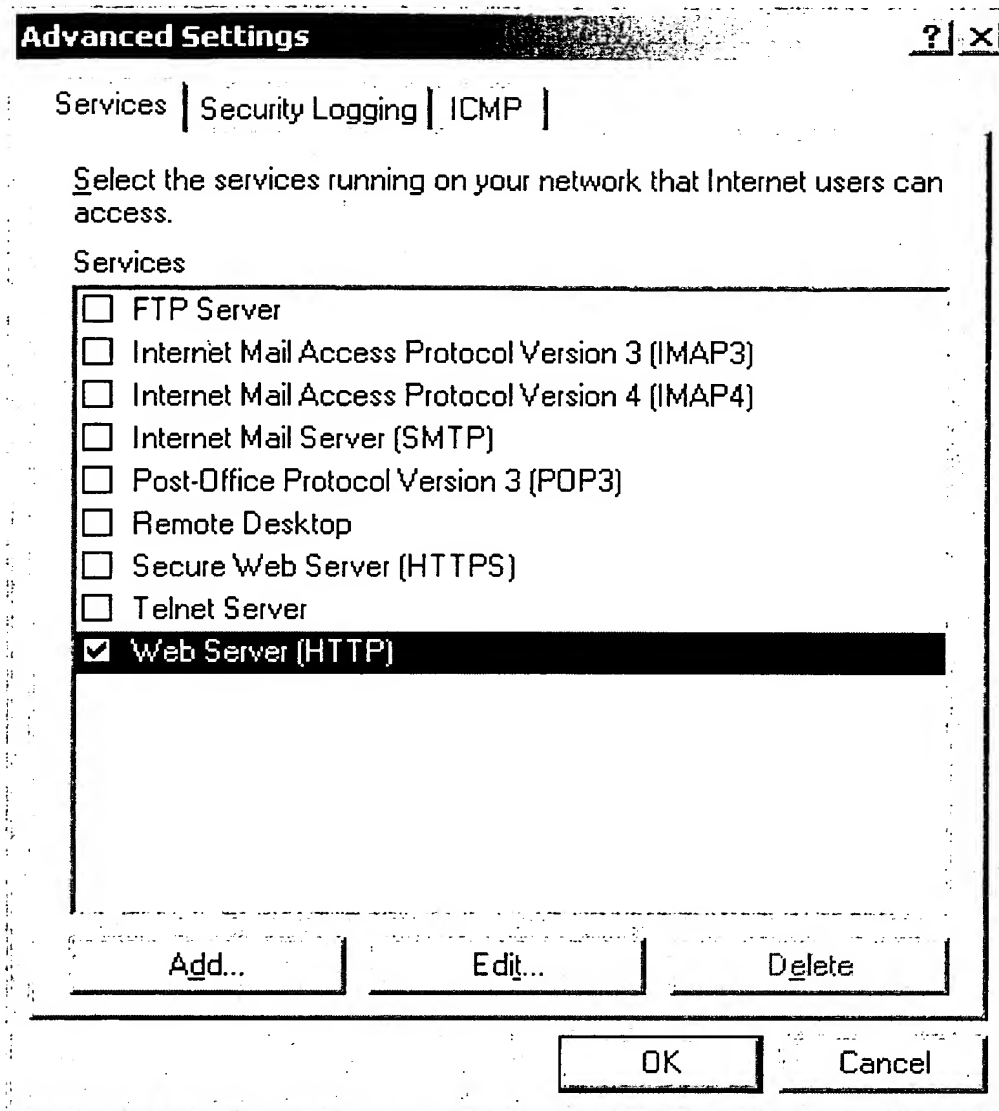 Advanced Settings
? ×
Services Security Logging ICMP
Select the services running on your network that Internet users can
access.
Services
FTP Server
Internet Mail Access Protocol Version 3 (IMAP3)
Internet Mail Access Protocol Version 4 (IMAP4)
Internet Mail Server (SMTP)
Post-Office Protocol Version 3 (POP3)
Remote Desktop
Secure Web Server (HTTPS)
Telnet Server
Web Server (HTTP)
Add... Edit... Delete
OK Cancel